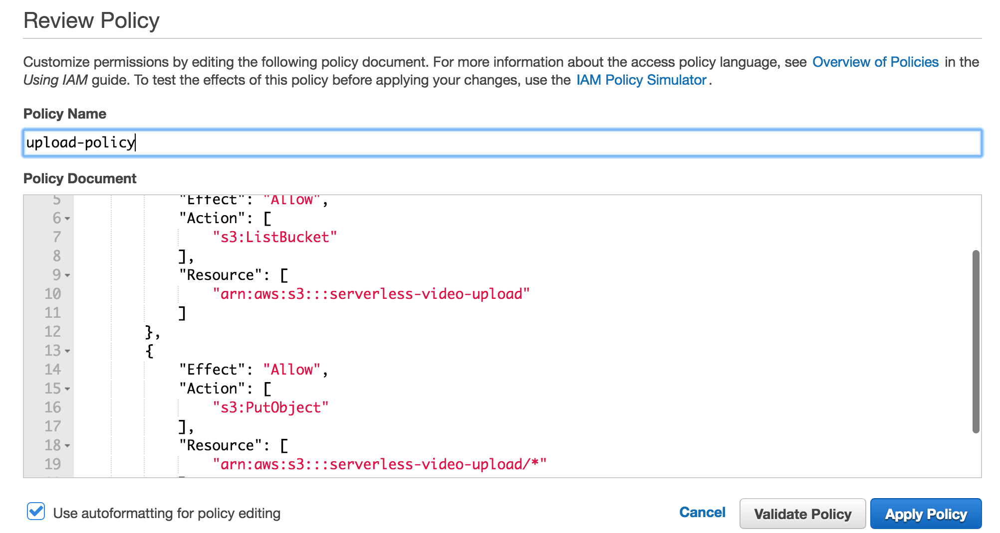 Review Policy
Customize permissions by editing the following policy document. For more information about the access policy language, see Overview of Policies in the
Using IAM guide. To test the effects of this policy before applying your changes, use the IAM Policy Simulator.
Policy Name
upload-policy
Policy Document
5 "Effect": "Allow",
6 "Action": [
7 "s3:ListBucket"
8 ],
9 "Resource": [
10 "arn:aws:s3:::serverless-video-upload"
11 ]
12 },
13 {
14 "Effect": "Allow",
15 "Action": [
16 "s3:PutObject"
17 ],
18 "Resource": [
19 "arn:aws:s3:::serverless-video-upload/*"
Use autoformatting for policy editing
Cancel
Validate Policy
Apply Policy